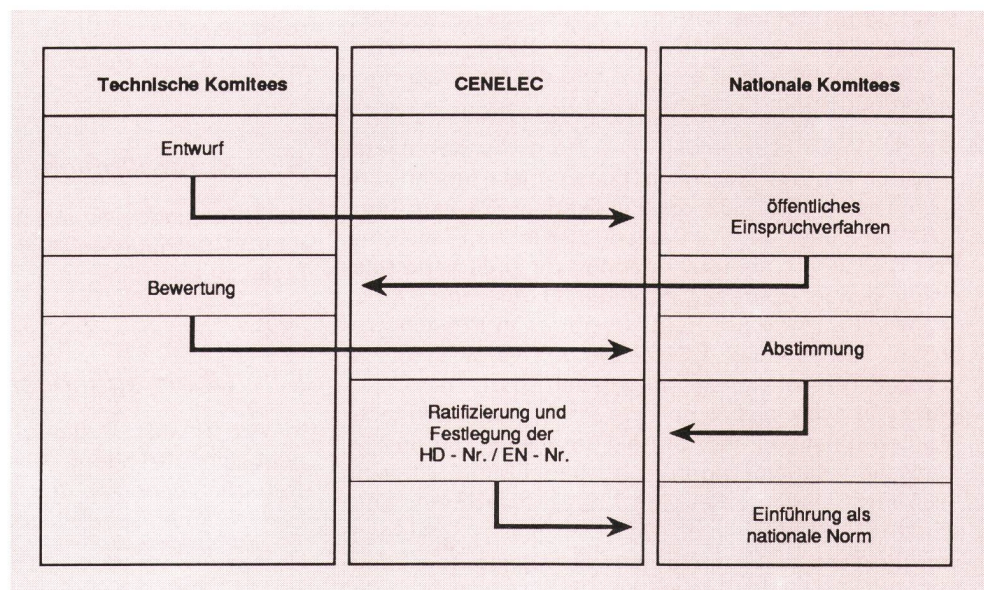 Technische Komitees
CENELEC
Nationale Komitees
Entwurf
öffentliches
Einspruchverfahren
Bewertung
Abstimmung
Ratifizierung und
Festlegung der
HD - Nr. / EN - Nr.
Einführung als
nationale Norm